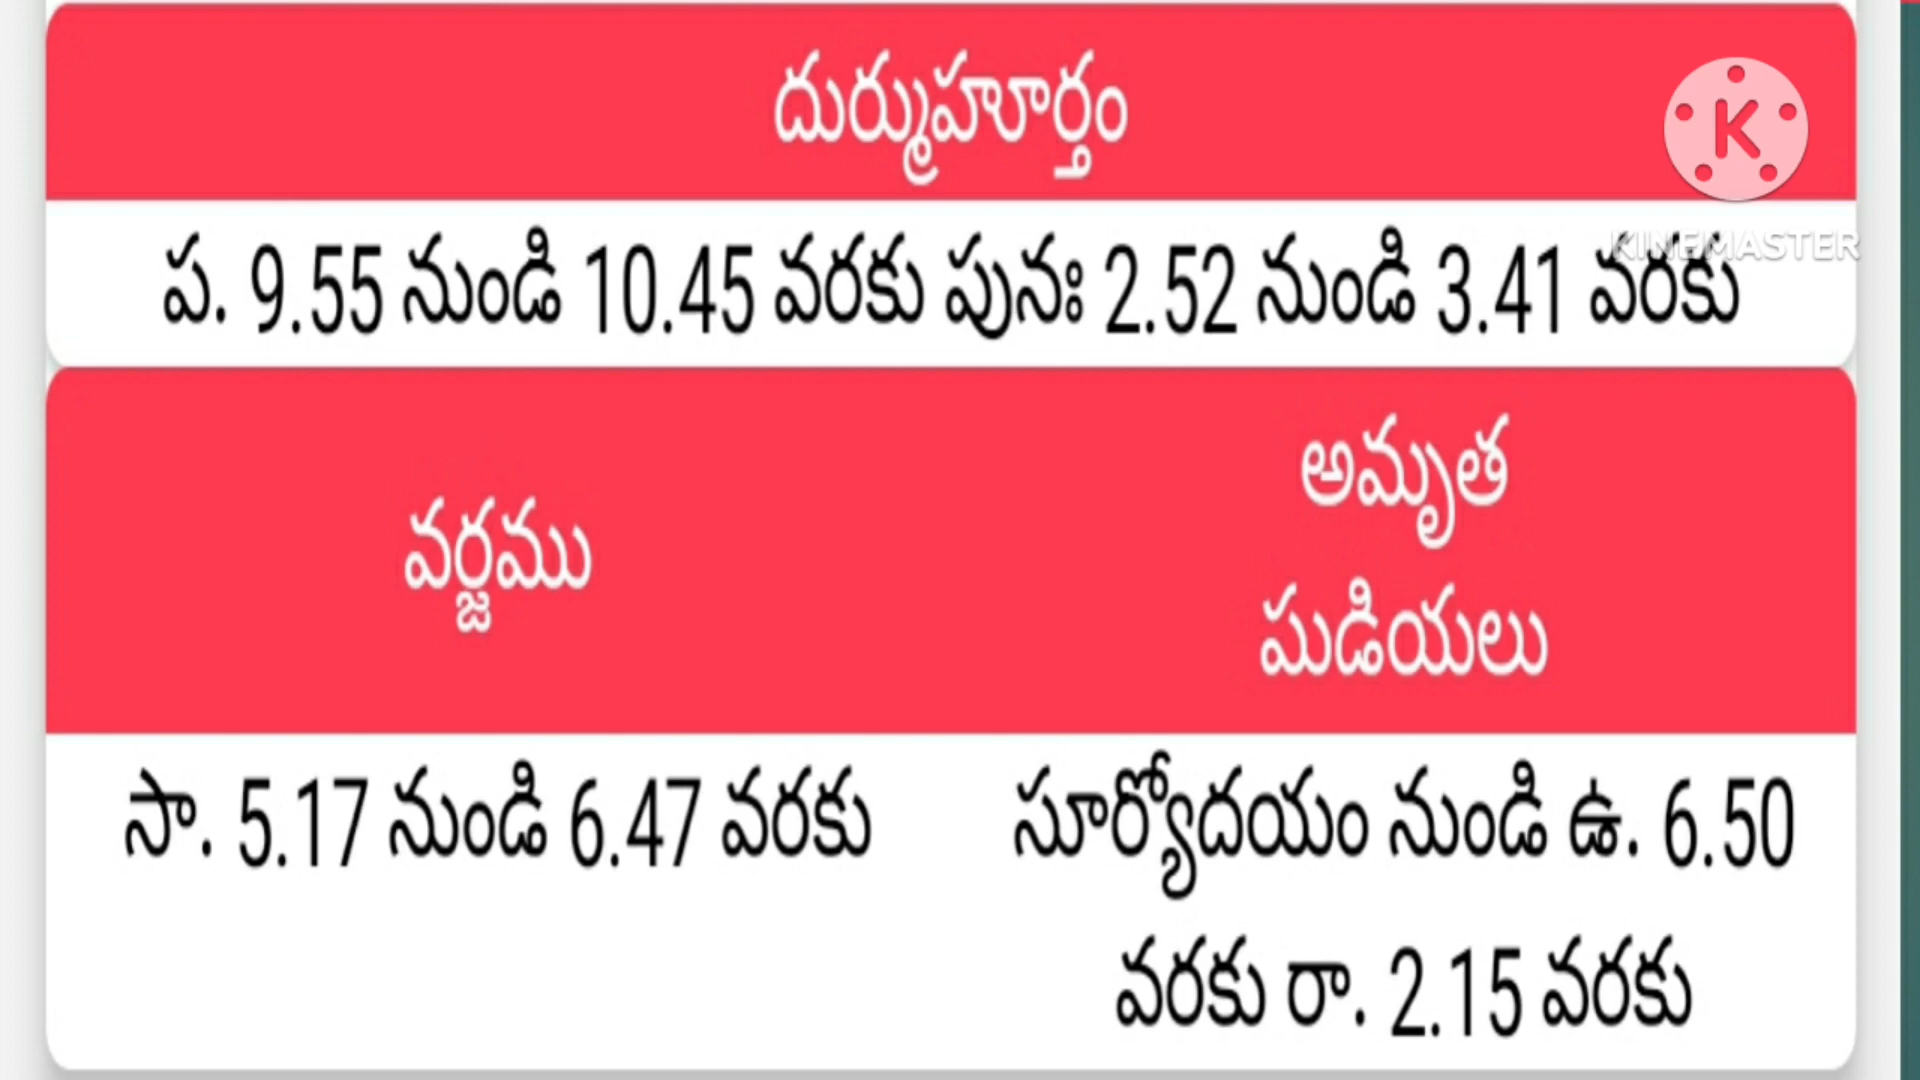 దుర్ముహూర్తం
K
KINEMASTER
ప. 9.55 నుండి 10.45 వరకు పునః 2.52 నుండి 3.41 వరకు
వర్జము
అమృత
ఘడియలు
సా. 5.17 నుండి 6.47 వరకు
సూర్యోదయం నుండి ఉ. 6.50
వరకు రా. 2.15 వరకు